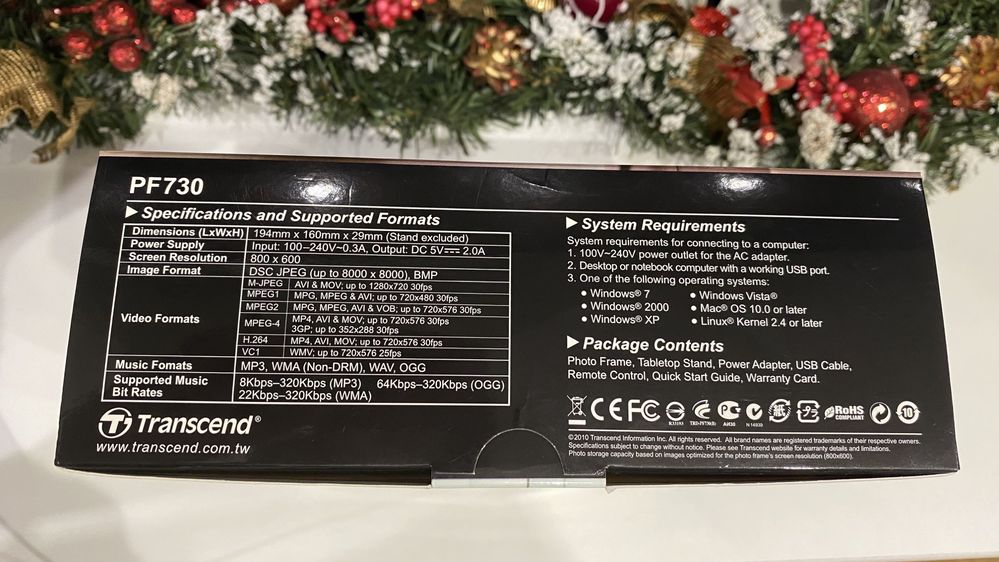 PF730
▶ Specifications and Supported Formats
Dimensions (LxWxH) 194mm x 160mm x 29mm (Stand excluded)
Power Supply Input: 100–240V~0.3A, Output: DC 5V⎓ 2.0A
Screen Resolution 800 x 600
Image Format DSC JPEG (up to 8000 x 8000), BMP
Video Formats
M-JPEG AVI & MOV; up to 1280x720 30fps
MPEG1 MPG, MPEG & AVI; up to 720x480 30fps
MPEG2 MPG, MPEG, AVI & VOB; up to 720x576 30fps
MPEG-4 MP4, AVI & MOV; up to 720x576 30fps
3GP; up to 352x288 30fps
H.264 MP4, AVI, MOV; up to 720x576 30fps
VC1 WMV; up to 720x576 25fps
Music Fomats MP3, WMA (Non-DRM), WAV, OGG
Supported Music Bit Rates
8Kbps–320Kbps (MP3) 64Kbps–320Kbps (OGG)
22Kbps–320Kbps (WMA)
Transcend®
www.transcend.com.tw
▶ System Requirements
System requirements for connecting to a computer:
1. 100V~240V power outlet for the AC adapter.
2. Desktop or notebook computer with a working USB port.
3. One of the following operating systems:
• Windows® 7 • Windows Vista®
• Windows® 2000 • Mac® OS 10.0 or later
• Windows® XP • Linux® Kernel 2.4 or later
▶ Package Contents
Photo Frame, Tabletop Stand, Power Adapter, USB Cable,
Remote Control, Quick Start Guide, Warranty Card.
CE FC RoHS COMPLIANT 10
N 14030
©2010 Transcend Information Inc. All rights reserved. All brand names are registered trademarks of their respective owners.
Specifications subject to change without notice. Please see Transcend website for warranty details and limitations.
Photo storage capacity based on images optimized for the photo frame's screen resolution (800x600).